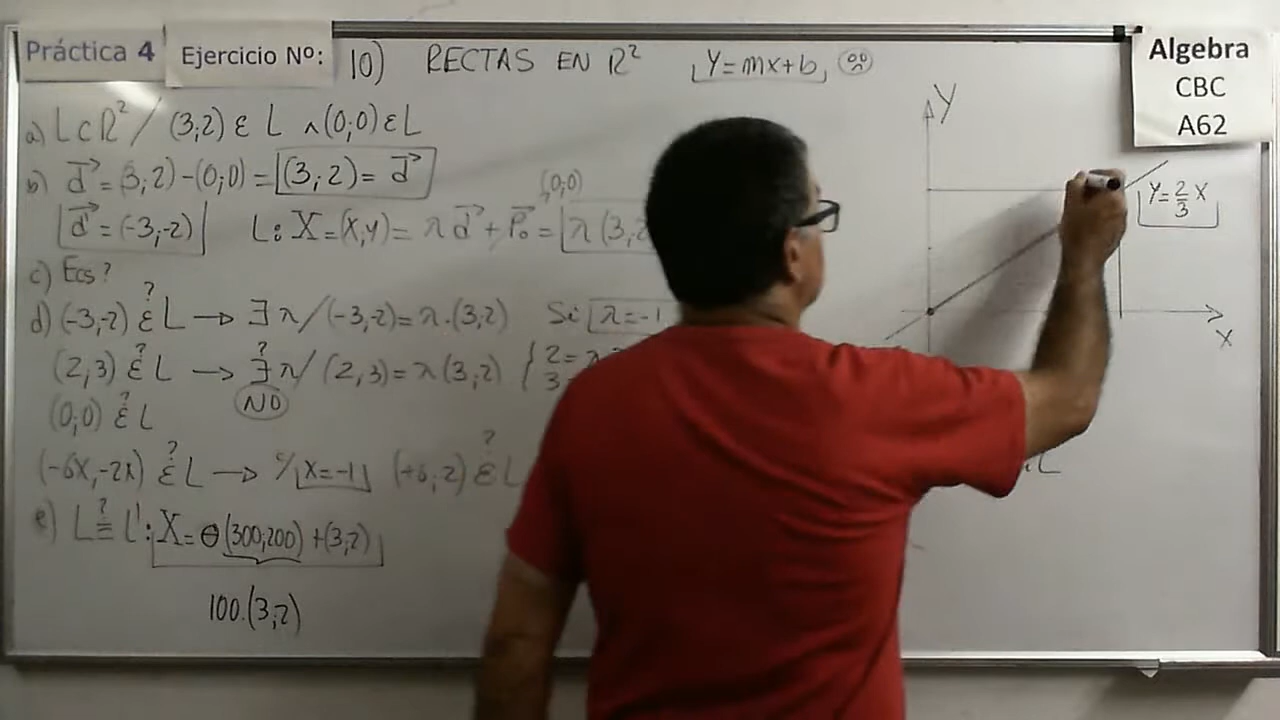 Práctica 4 Ejercicio Nº: 10) RECTAS EN R² Y=mx+b
Algebra
CBC
A62
a) L⊂R² / (3,2) ε L ∧ (0;0) ε L
b) d⃗ = (3;2)-(0;0) = (3;2) = d⃗
d⃗ = (-3,-2) L: X=(X,Y)= λ d⃗ + P⃗₀ = λ(3,2
(0;0)
c) Ecs?
d) (-3,-2) ε? L → ∃ λ/(-3,-2)= λ.(3,2) Si λ=-1
(2,3) ε? L → ∃? λ/ (2,3)= λ(3,2) { 2=λ
3=
NO
(0;0) ε? L
(-6X,-2X) ε? L → X=-1 (+6,2) ε? L
e) L ≟ L': X= θ(300;200) + (3;2)
100.(3;2)
Y
Y=2/3 X
X
L